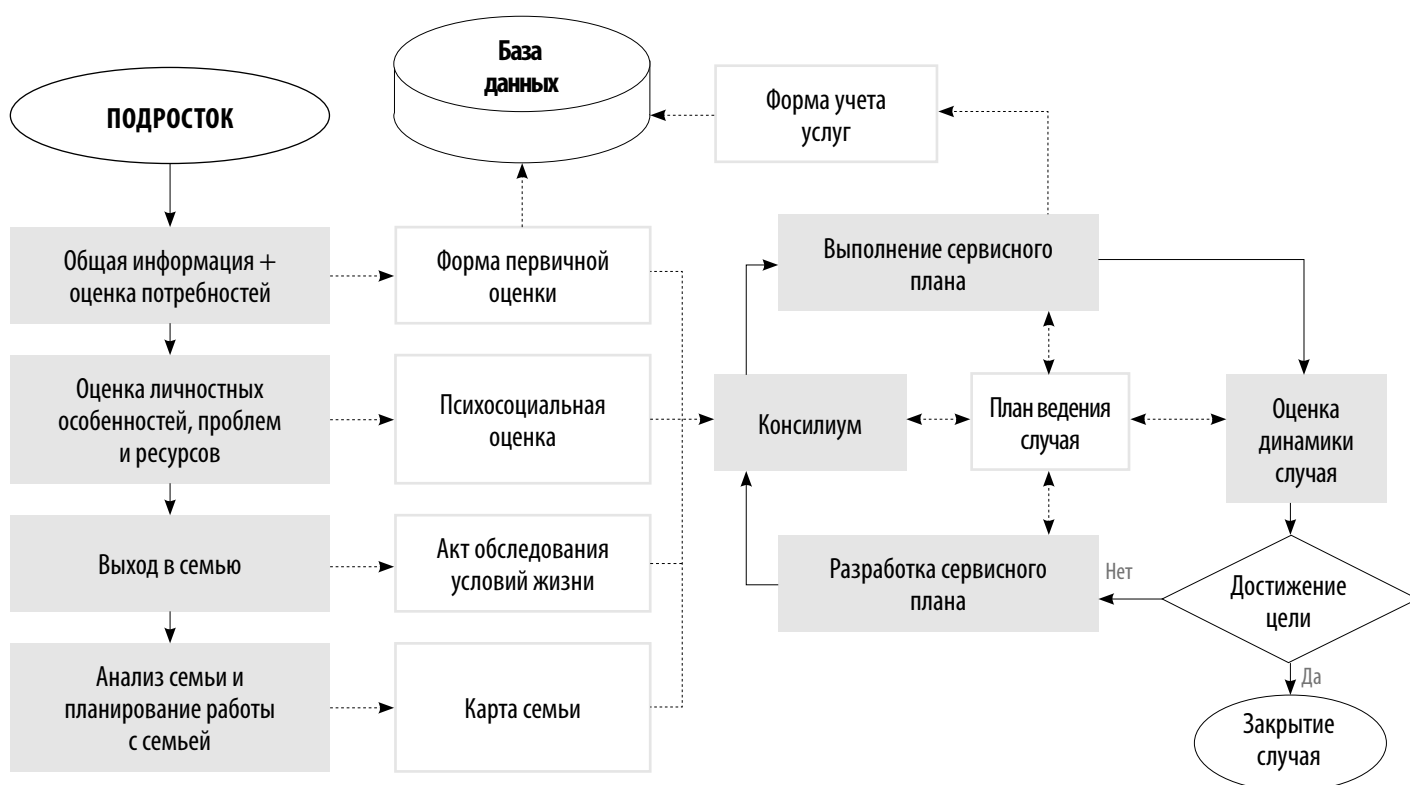 База
данных
ПОДРОСТОК
Форма учета
услуг
Общая информация +
оценка потребностей
Форма первичной
оценки
Выполнение сервисного
плана
Оценка личностных
особенностей, проблем
и ресурсов
Психосоциальная
оценка
Консилиум
План ведения
случая
Оценка
динамики
случая
Выход в семью
Акт обследования
условий жизни
Разработка сервисного
плана
Нет
Достижение
цели
Да
Анализ семьи и
планирование работы
с семьей
Карта семьи
Закрытие
случая